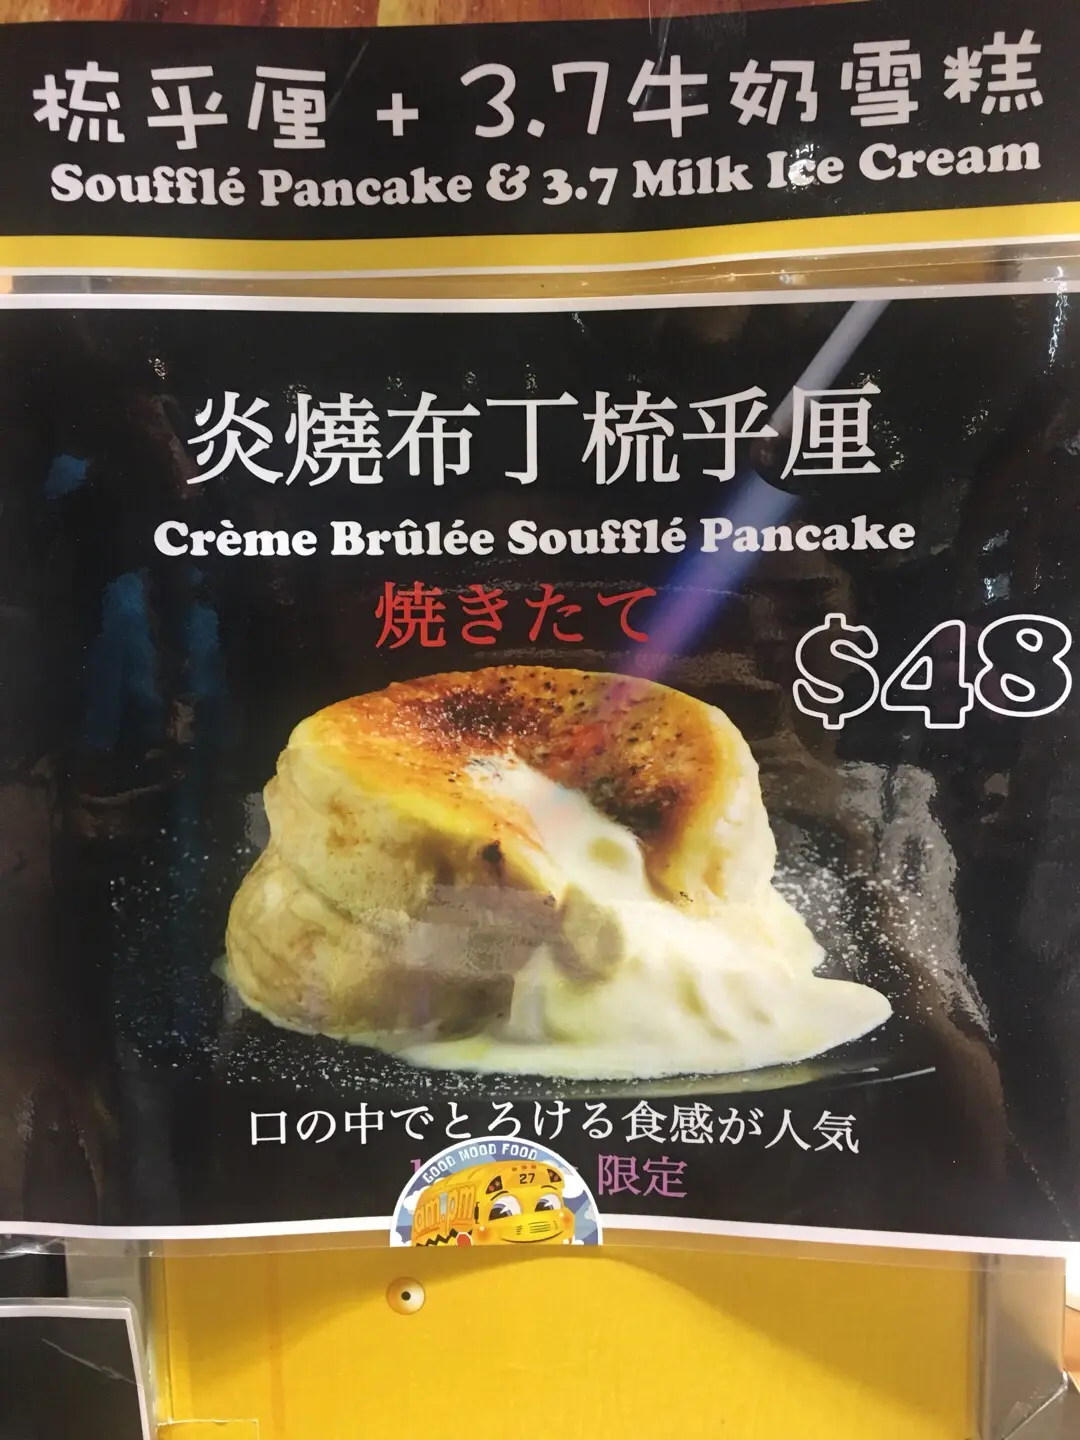 梳乎厘 + 3.7牛奶雪糕
Soufflé Pancake & 3.7 Milk Ice Cream
炎燒布丁梳乎厘
Crème Brûlée Soufflé Pancake
焼きたて
$48
口の中でとろける食感が人気
限定
GOOD MOOD FOOD
27
am.pm